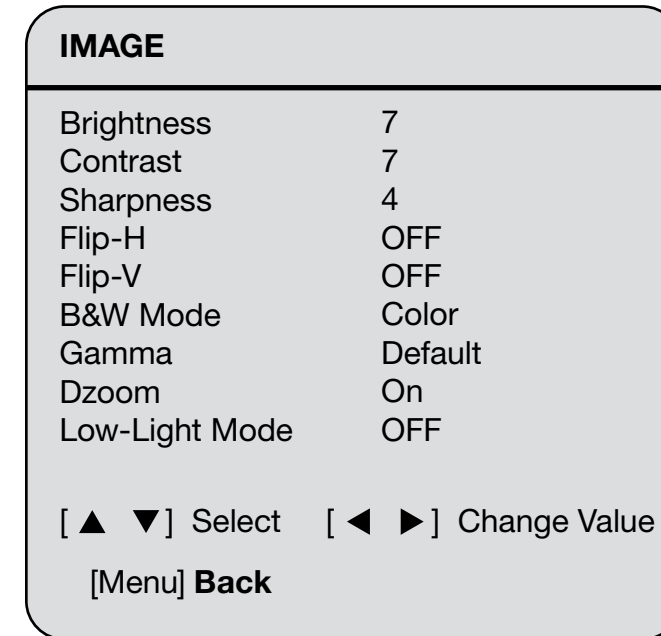 IMAGE
Brightness 7
Contrast 7
Sharpness 4
Flip-H OFF
Flip-V OFF
B&W Mode Color
Gamma Default
Dzoom On
Low-Light Mode OFF
[ ▲ ▼ ] Select [ ◀ ▶ ] Change Value
[Menu] Back